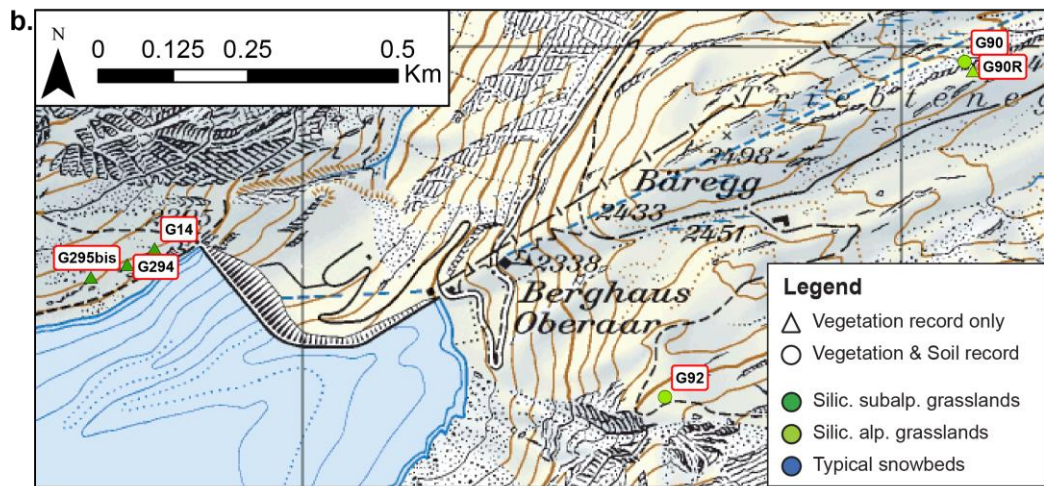 b.
N
0 0.125 0.25 0.5
Km
G90
G90R
Triebtene
2498
Bäregg
2433
2451
G14
G295bis
G294
2338
Berghaus
Oberaar
G92
Legend
Vegetation record only
Vegetation & Soil record
Silic. subalp. grasslands
Silic. alp. grasslands
Typical snowbeds